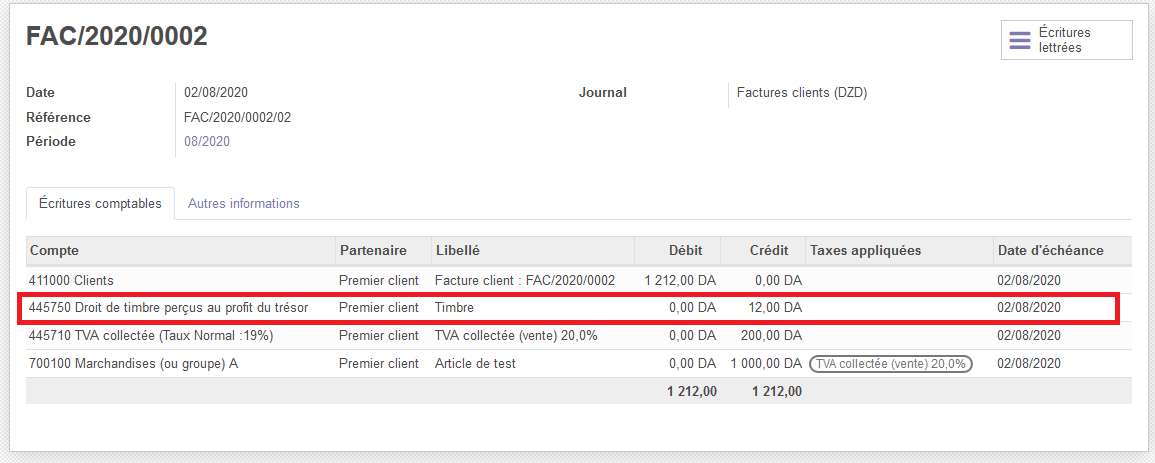 FAC/2020/0002
Écritures
lettrées
Date 02/08/2020 Journal Factures clients (DZD)
Référence FAC/2020/0002/02
Période 08/2020
Écritures comptables Autres informations
Compte Partenaire Libellé Débit Crédit Taxes appliquées Date d'échéance
411000 Clients Premier client Facture client : FAC/2020/0002 1 212,00 DA 0,00 DA 02/08/2020
445750 Droit de timbre perçus au profit du trésor Premier client Timbre 0,00 DA 12,00 DA 02/08/2020
445710 TVA collectée (Taux Normal :19%) Premier client TVA collectée (vente) 20,0% 0,00 DA 200,00 DA 02/08/2020
700100 Marchandises (ou groupe) A Premier client Article de test 0,00 DA 1 000,00 DA TVA collectée (vente) 20,0% 02/08/2020
1 212,00 1 212,00